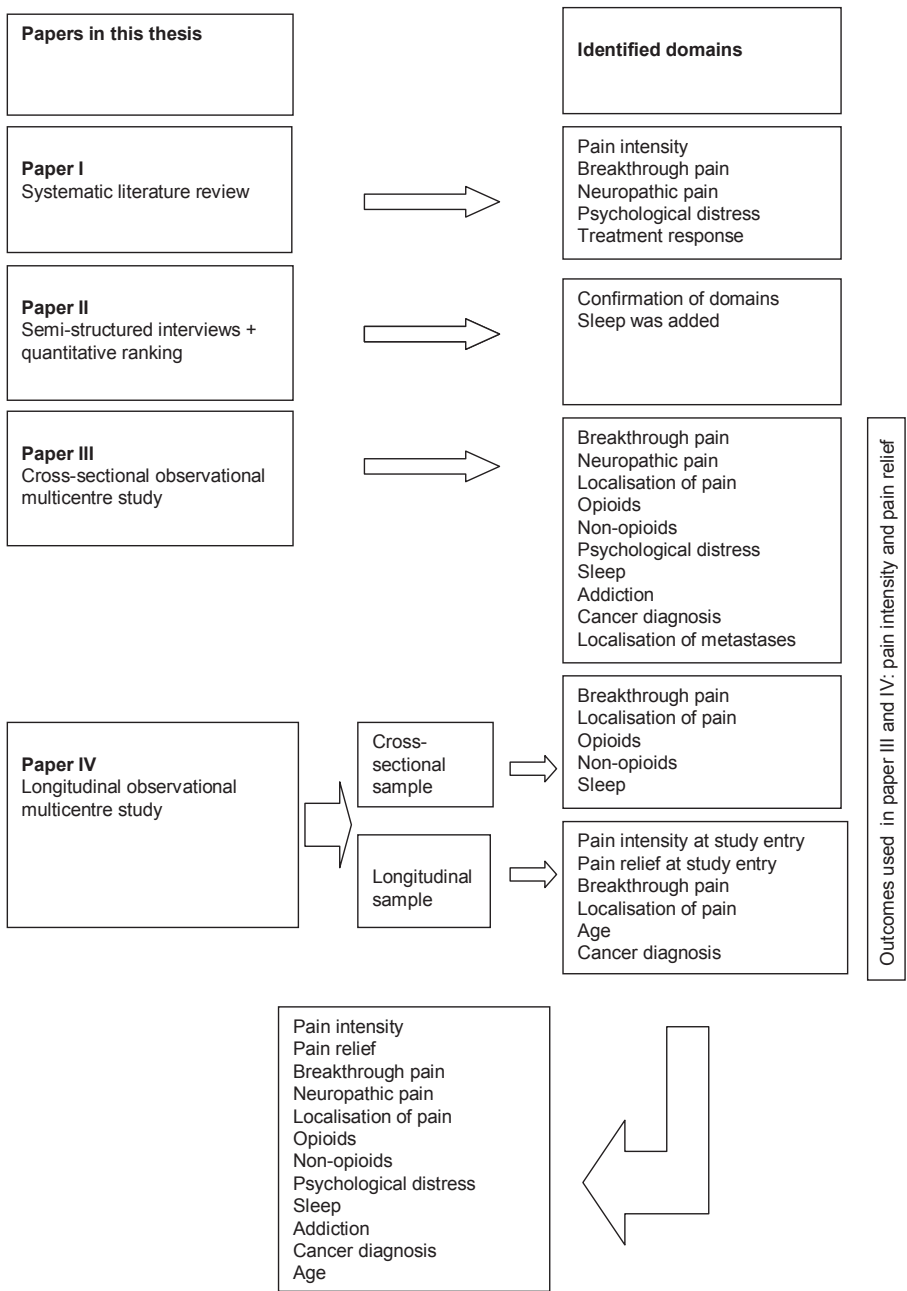 Papers in this thesis
Identified domains
Paper I
Systematic literature review
Pain intensity
Breakthrough pain
Neuropathic pain
Psychological distress
Treatment response
Paper II
Semi-structured interviews +
quantitative ranking
Confirmation of domains
Sleep was added
Paper III
Cross-sectional observational
multicentre study
Breakthrough pain
Neuropathic pain
Localisation of pain
Opioids
Non-opioids
Psychological distress
Sleep
Addiction
Cancer diagnosis
Localisation of metastases
Paper IV
Longitudinal observational
multicentre study
Cross-
sectional
sample
Breakthrough pain
Localisation of pain
Opioids
Non-opioids
Sleep
Longitudinal
sample
Pain intensity at study entry
Pain relief at study entry
Breakthrough pain
Localisation of pain
Age
Cancer diagnosis
Outcomes used in paper III and IV: pain intensity and pain relief
Pain intensity
Pain relief
Breakthrough pain
Neuropathic pain
Localisation of pain
Opioids
Non-opioids
Psychological distress
Sleep
Addiction
Cancer diagnosis
Age